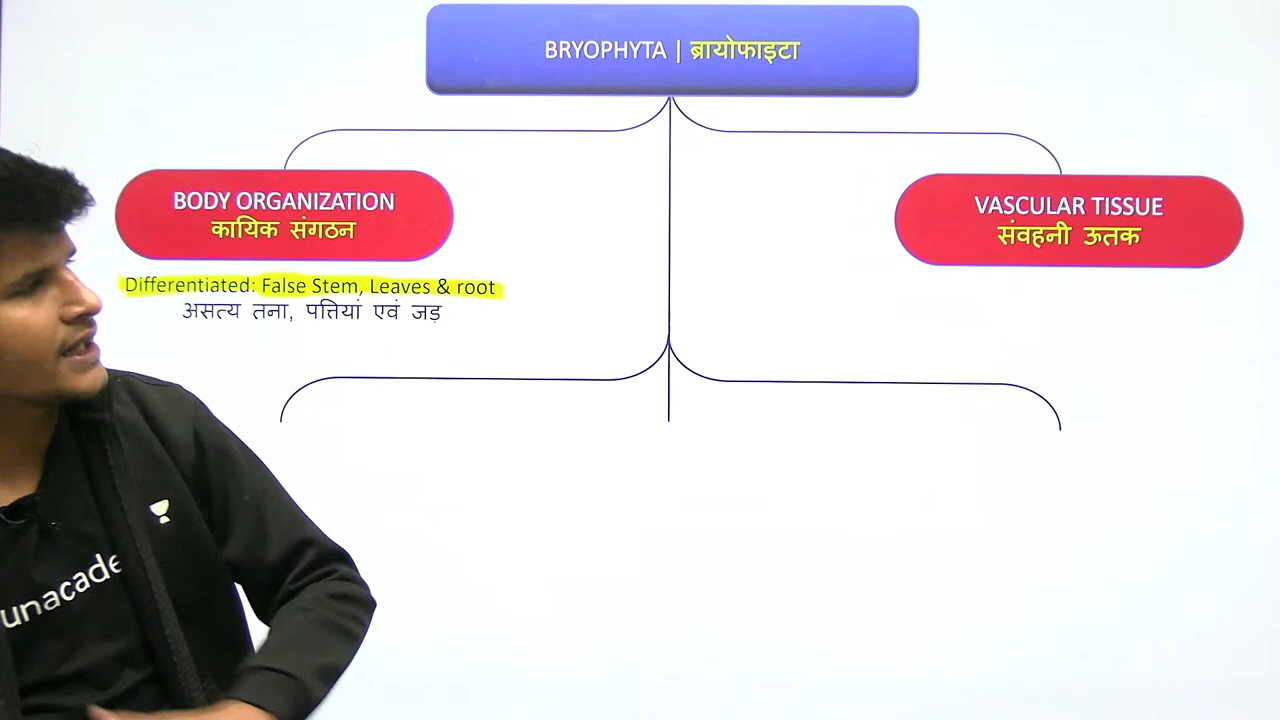 BRYOPHYTA | ब्रायोफाइटा
BODY ORGANIZATION
कायिक संगठन
VASCULAR TISSUE
संवहनी ऊतक
Differentiated: False Stem, Leaves & root
असत्य तना, पत्तियां एवं जड़
unacade